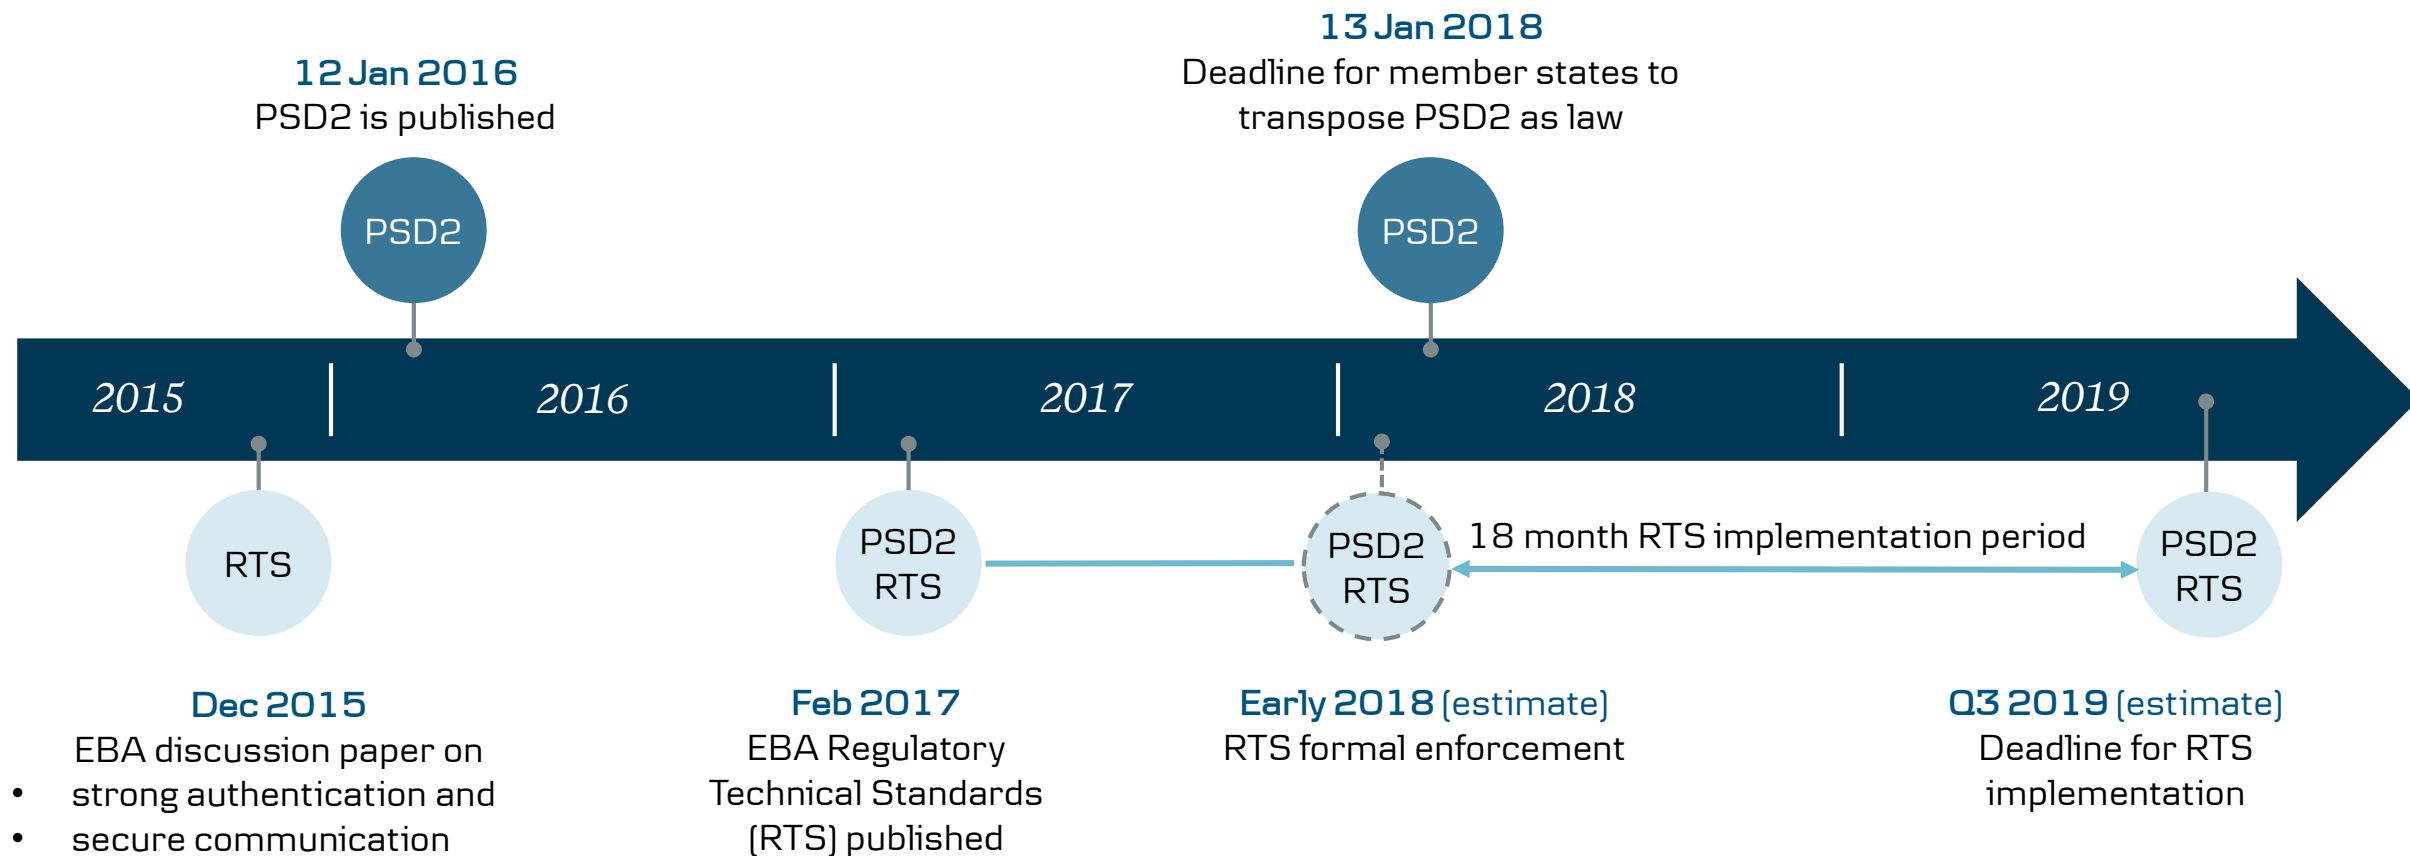 12 Jan 2016
PSD2 is published
13 Jan 2018
Deadline for member states to
transpose PSD2 as law
PSD2
PSD2
2015
2016
2017
2018
2019
RTS
PSD2
RTS
PSD2
RTS
18 month RTS implementation period
PSD2
RTS
Dec 2015
EBA discussion paper on
• strong authentication and
• secure communication
Feb 2017
EBA Regulatory
Technical Standards
(RTS) published
Early 2018 (estimate)
RTS formal enforcement
Q3 2019 (estimate)
Deadline for RTS
implementation